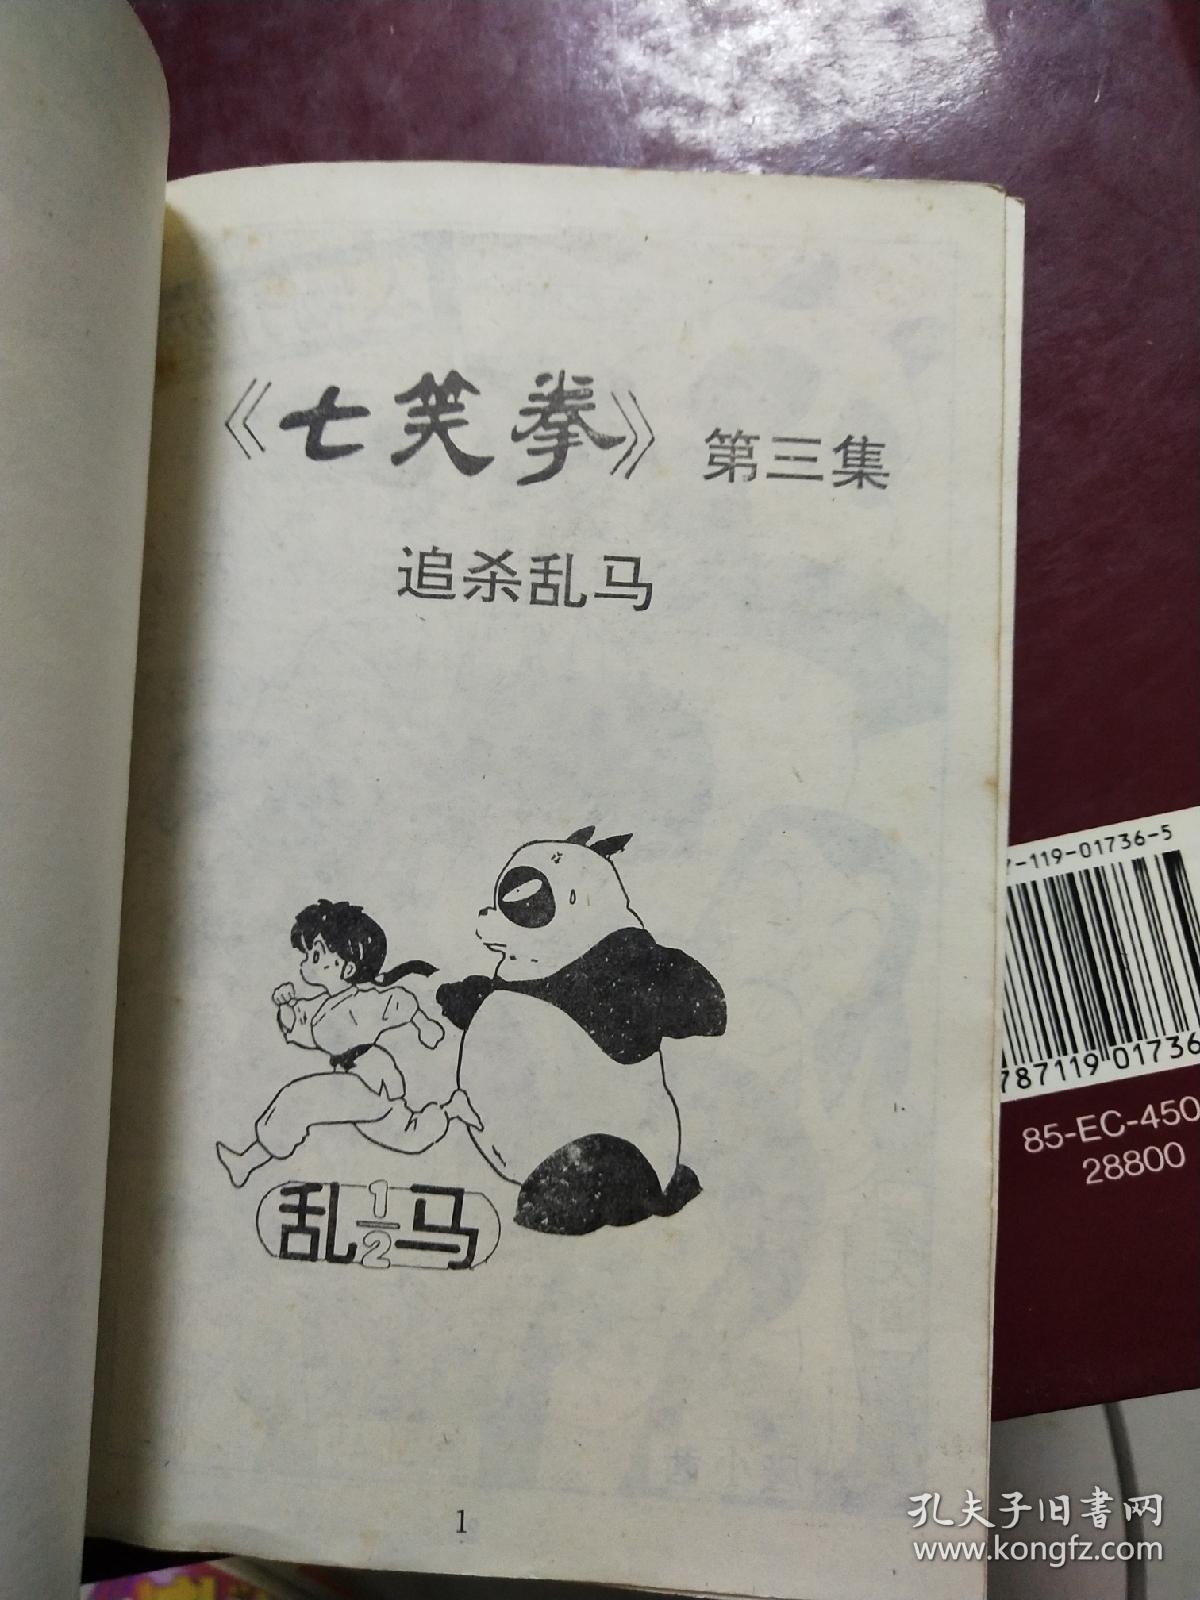 《七笑拳》第三集
追杀乱马
乱1/2马
1
7-119-01736-5
787119 01736
85-EC-450
28800
孔夫子旧书网
www.kongfz.com